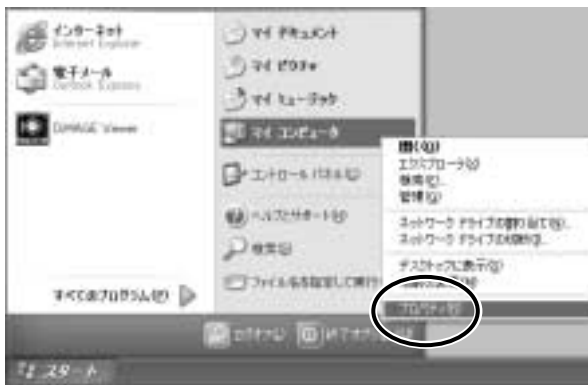 インターネット
Internet Explorer
電子メール
Outlook Express
DiMAGE Viewer
すべてのプログラム(P)
マイ ドキュメント
マイ ピクチャ
マイ ミュージック
マイ コンピュータ
コントロール パネル(C)
ヘルプとサポート(H)
検索(S)
ファイル名を指定して実行
開く(O)
エクスプローラ(X)
検索(E)...
管理(G)
ネットワーク ドライブの割り当て(N)...
ネットワーク ドライブの切断(I)...
デスクトップに表示(S)
プロパティ(R)
ログオフ(L)
スタート